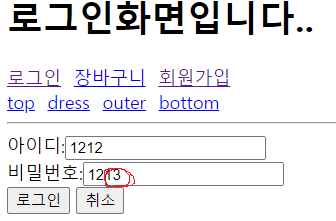 로그인화면입니다..
로그인 장바구니 회원가입
top dress outer bottom
아이디:1212
비밀번호:1213
로그인 취소